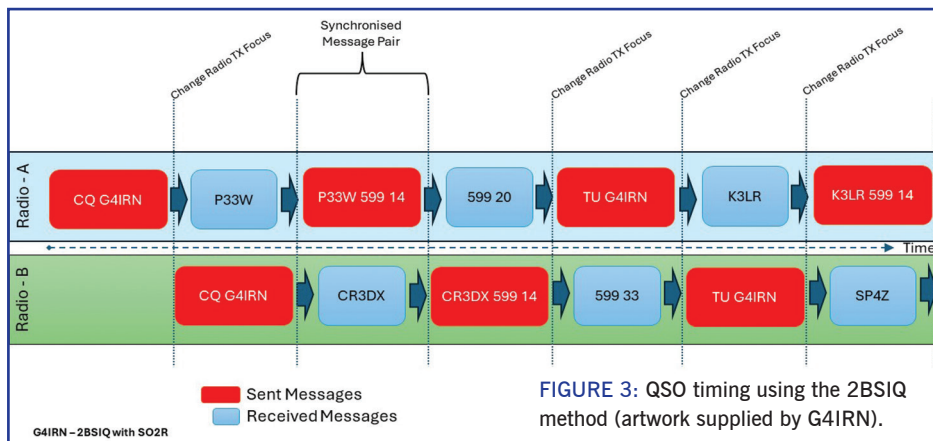 Synchronised
Message Pair
Change Radio TX Focus
Change Radio TX Focus
Change Radio TX Focus
Change Radio TX Focus
Radio - A
CQ G4IRN
P33W
P33W 599 14
599 20
TU G4IRN
K3LR
K3LR 599 14
Time
Radio - B
CQ G4IRN
CR3DX
CR3DX 599 14
599 33
TU G4IRN
SP4Z
Sent Messages
Received Messages
FIGURE 3: QSO timing using the 2BSIQ
method (artwork supplied by G4IRN).
G4IRN – 2BSIQ with SO2R